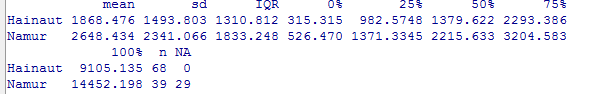 mean sd IQR 0% 25% 50% 75%
Hainaut 1868.476 1493.803 1310.812 315.315 982.5748 1379.622 2293.386
Namur 2648.434 2341.066 1833.248 526.470 1371.3345 2215.633 3204.583
100% n NA
Hainaut 9105.135 68 0
Namur 14452.198 39 29